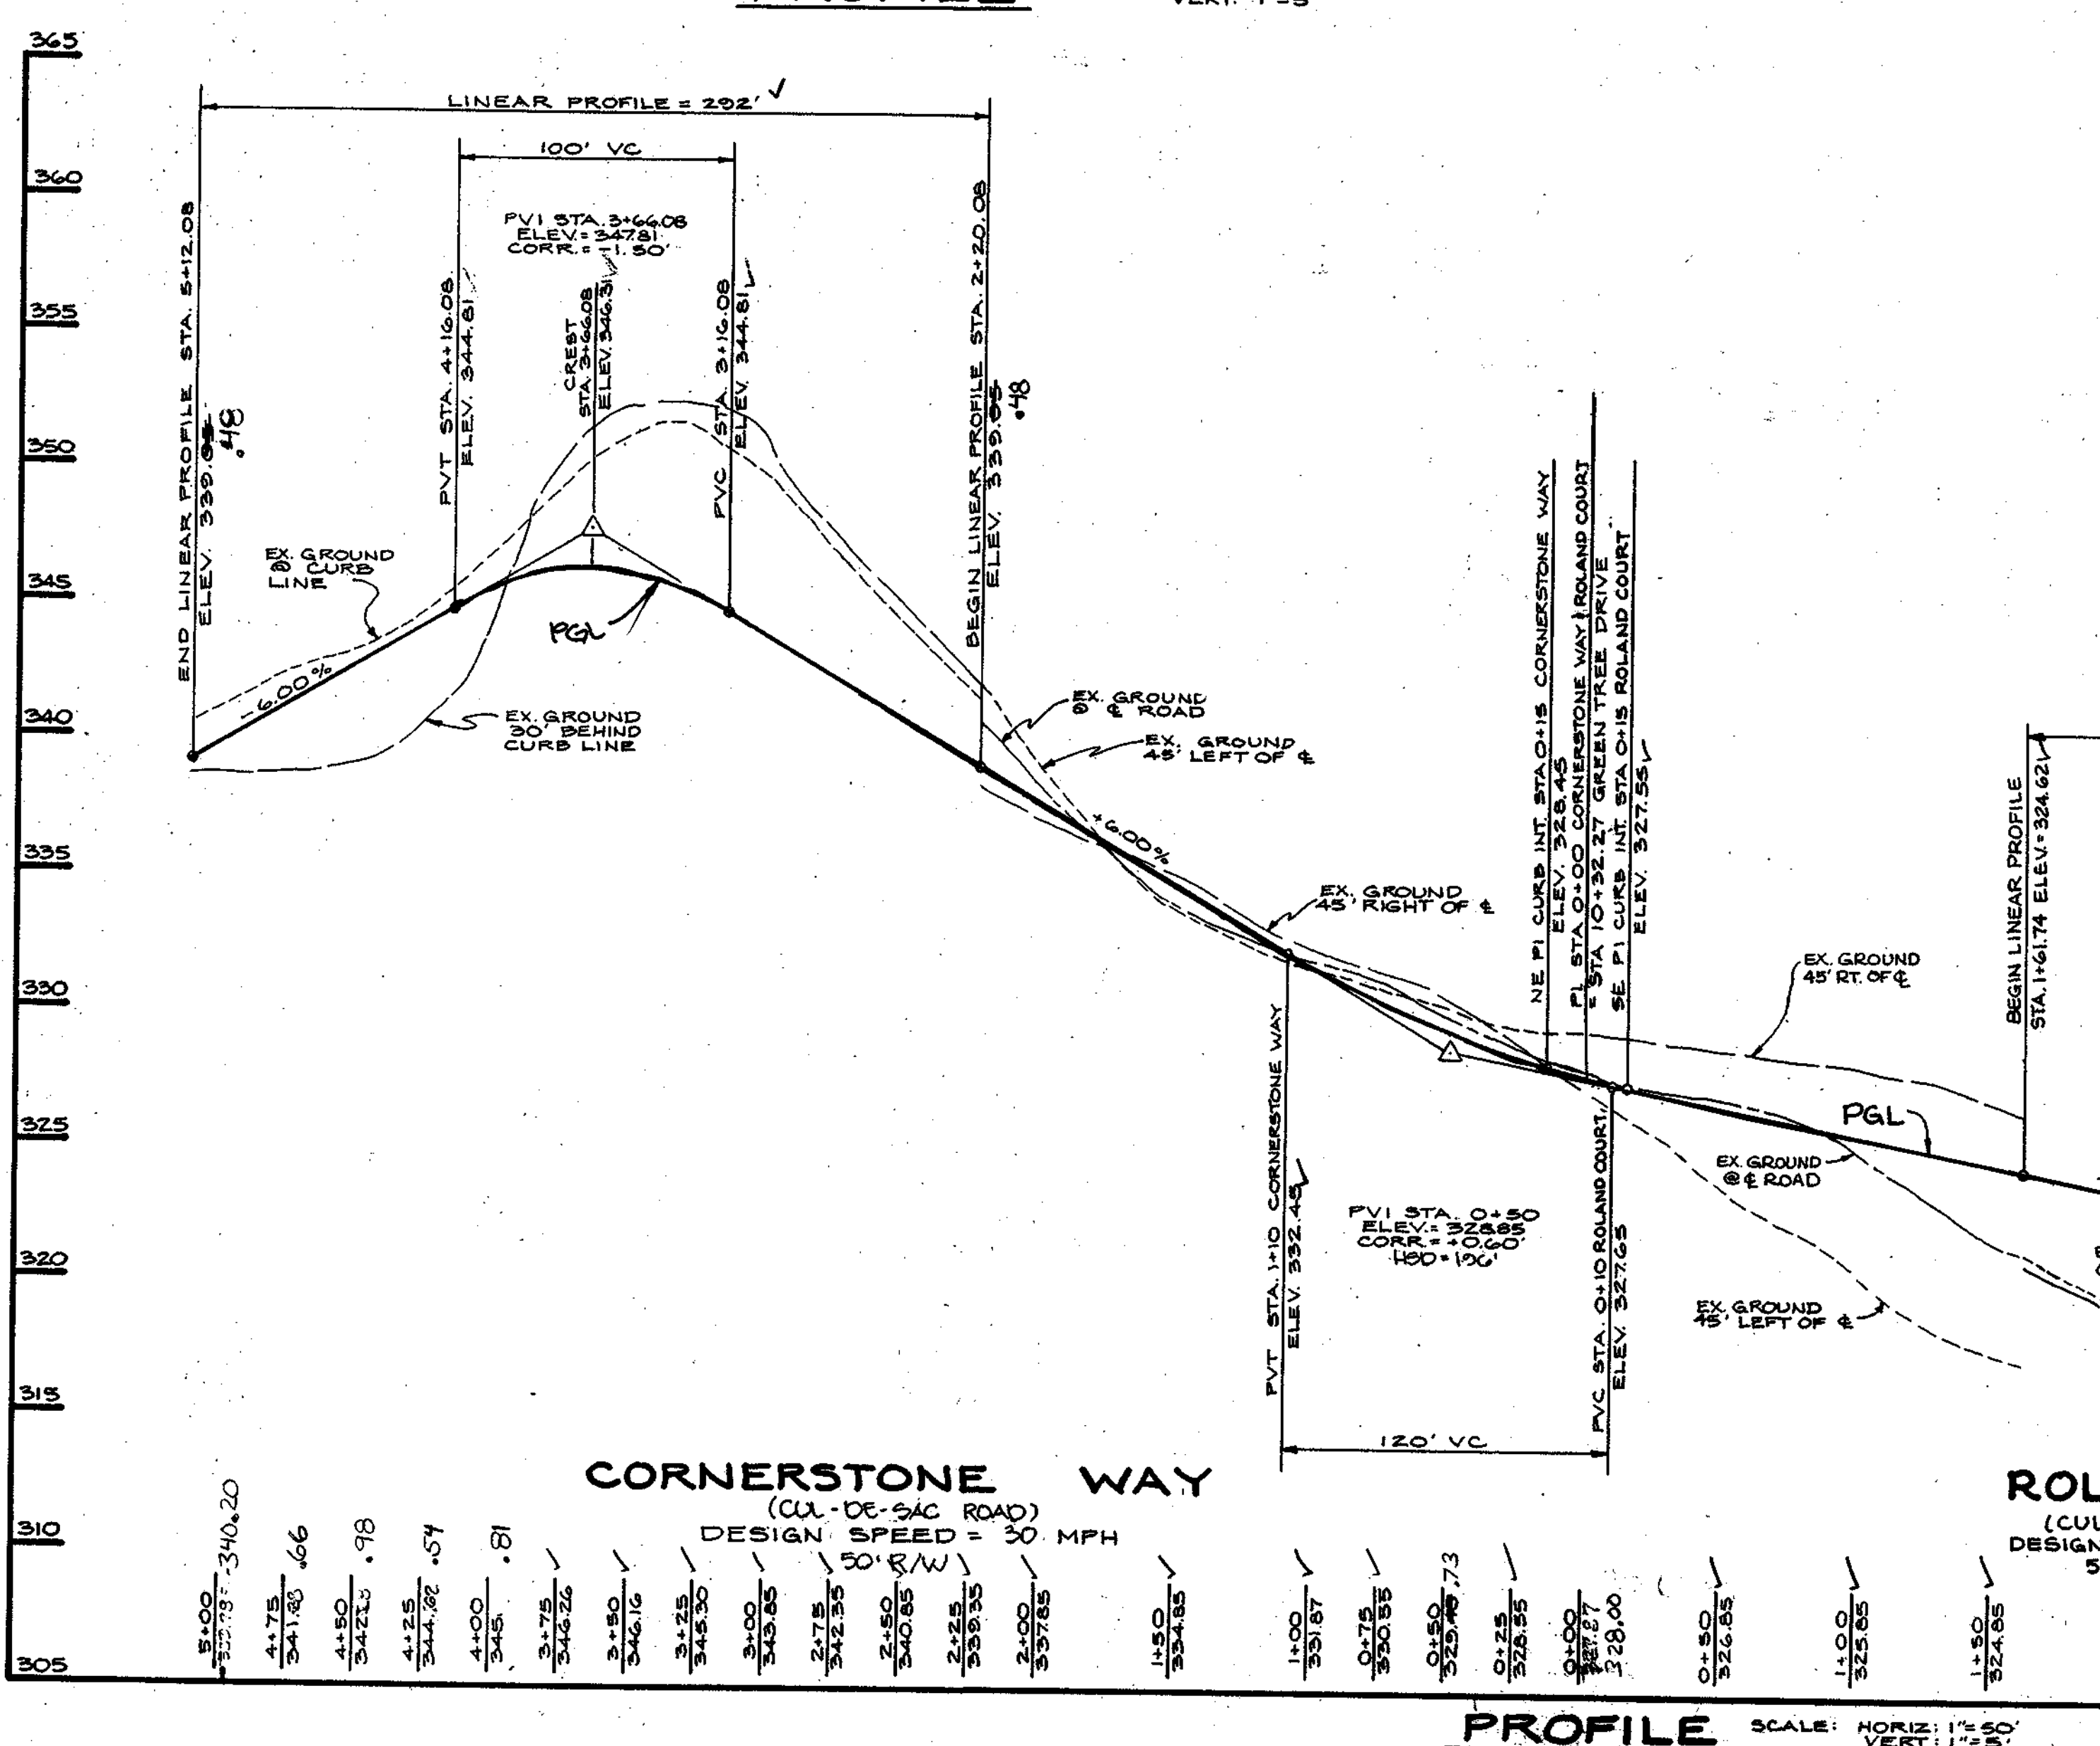 VERT. 1"=5'
365
360
355
350
345
340
335
330
325
320
315
310
305
LINEAR PROFILE = 292'
100' VC
PVI STA. 3+66.08
ELEV.= 347.81
CORR.= -1.50'
END LINEAR PROFILE STA. 5+12.08
ELEV. 339.
.48
PVT STA. 4+16.08
ELEV. 344.81
CREST
STA. 3+66.08
ELEV. 346.31
PVC STA. 3+16.08
ELEV. 344.81
BEGIN LINEAR PROFILE STA. 2+20.08
ELEV. 339.
.48
EX. GROUND
@ CURB
LINE
-6.00%
PGL
EX. GROUND
30' BEHIND
CURB LINE
EX. GROUND
@ ℄ ROAD
EX. GROUND
45' LEFT OF ℄
+6.00%
EX. GROUND
45' RIGHT OF ℄
NE PI CURB INT. STA 0+15 CORNERSTONE WAY
ELEV. 328.45
PI STA 0+00 CORNERSTONE WAY / ROLAND COURT
= STA 10+32.27 GREEN TREE DRIVE
SE PI CURB INT. STA 0+15 ROLAND COURT
ELEV. 327.55
BEGIN LINEAR PROFILE
STA. 1+61.74 ELEV.= 324.62
EX. GROUND
45' RT. OF ℄
PGL
EX. GROUND
@ ℄ ROAD
EX. GROUND
45' LEFT OF ℄
PVT STA. 1+10 CORNERSTONE WAY
ELEV. 332.45
PVI STA. 0+50
ELEV.= 328.85
CORR.= +0.60'
HSD = 196'
PVC STA. 0+10 ROLAND COURT
ELEV. 327.65
120' VC
CORNERSTONE WAY
(CUL-DE-SAC ROAD)
DESIGN SPEED = 30 MPH
50' R/W
ROL
(CUL
DESIGN
5
5+00
340.20
4+75
341.
.66
4+50
342.
.98
4+25
344.
.54
4+00
345.
.81
3+75
346.26
3+50
346.16
3+25
345.30
3+00
343.85
2+75
342.35
2+50
340.85
2+25
339.35
2+00
337.85
1+50
334.85
1+00
331.87
0+75
330.55
0+50
329.
.73
0+25
328.55
0+00
328.00
0+50
326.85
1+00
325.85
1+50
324.85
PROFILE
SCALE: HORIZ: 1"=50'
VERT: 1"=5'